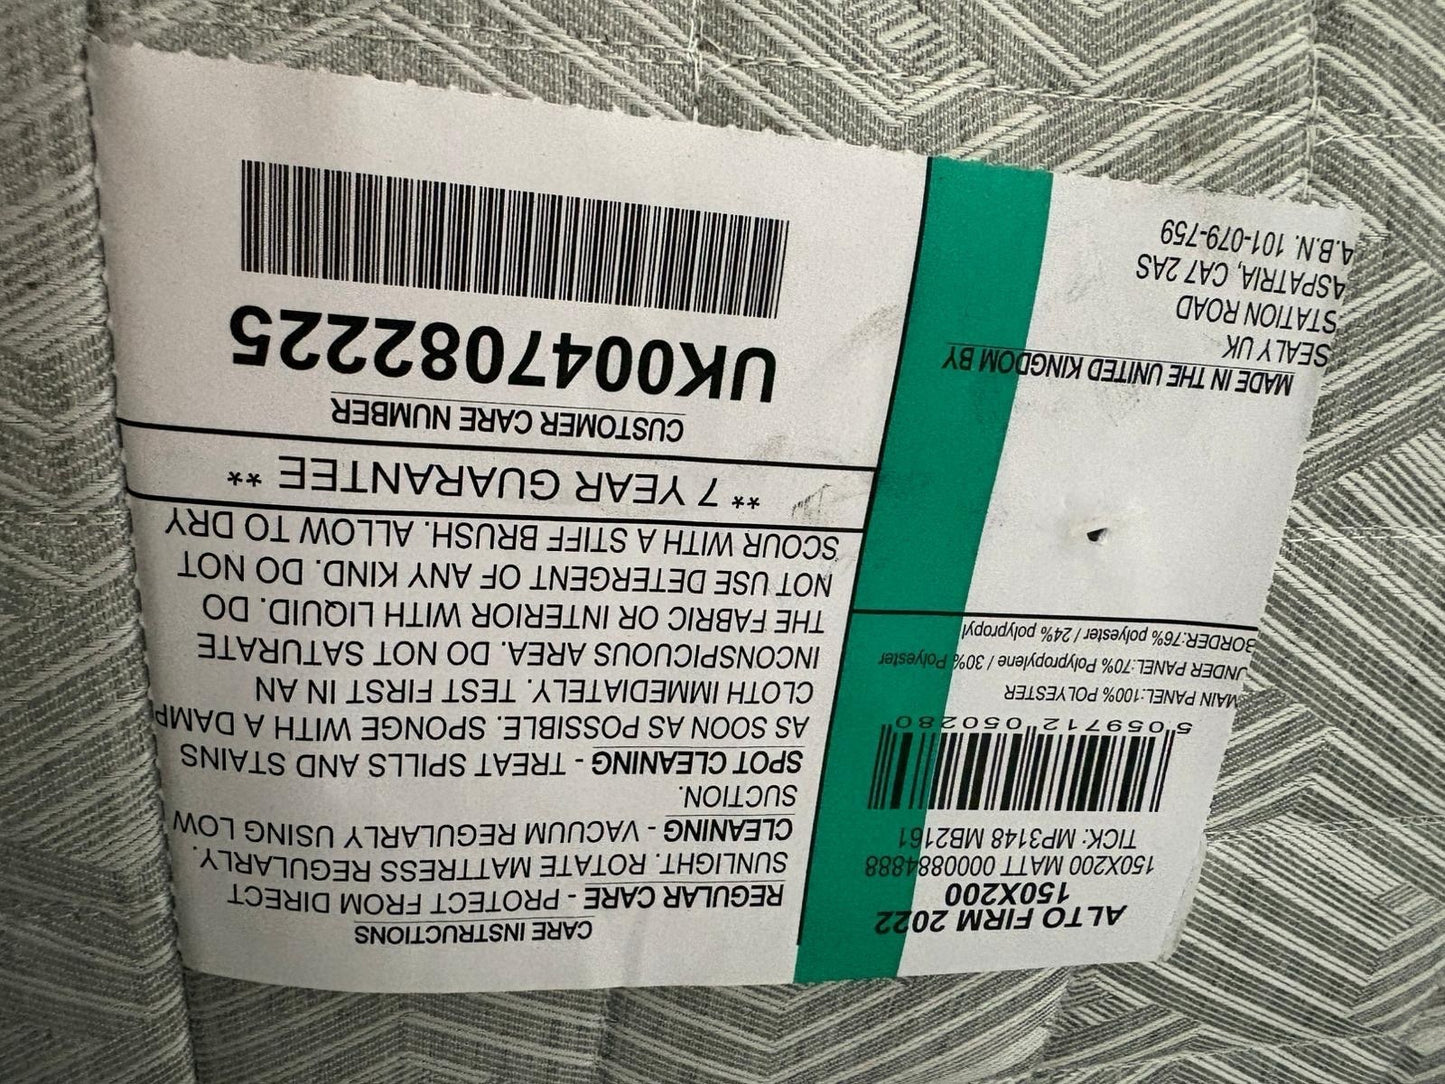 CARE INSTRUCTIONS
REGULAR CARE - PROTECT FROM DIRECT
SUNLIGHT. ROTATE MATTRESS REGULARLY.
CLEANING - VACUUM REGULARLY USING LOW
SUCTION.
SPOT CLEANING - TREAT SPILLS AND STAINS
AS SOON AS POSSIBLE. SPONGE WITH A DAMP
CLOTH IMMEDIATELY. TEST FIRST IN AN
INCONSPICUOUS AREA. DO NOT SATURATE
THE FABRIC OR INTERIOR WITH LIQUID. DO
NOT USE DETERGENT OF ANY KIND. DO NOT
SCOUR WITH A STIFF BRUSH. ALLOW TO DRY
** 7 YEAR GUARANTEE **
CUSTOMER CARE NUMBER
UK0047082225
ALTO FIRM 2022
150X200
150X200 MATT 0000884888
TICK: MP3148 MB2161
5 059712 050280
MAIN PANEL:100% POLYESTER
UNDER PANEL:70% Polypropylene / 30% Polyester
BORDER:76% polyester / 24% polypropyl
MADE IN THE UNITED KINGDOM BY
SEALY UK
STATION ROAD
ASPATRIA, CA7 2AS
A.B.N. 101-079-759